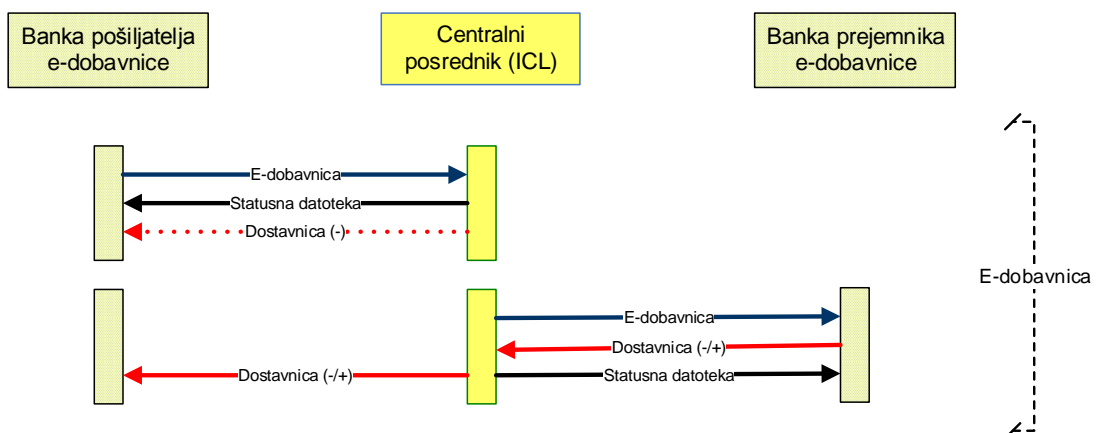 Banka pošiljatelja
e-dobavnice
Centralni
posrednik (ICL)
Banka prejemnika
e-dobavnice
E-dobavnica
Statusna datoteka
Dostavnica (-)
E-dobavnica
E-dobavnica
Dostavnica (-/+)
Dostavnica (-/+)
Statusna datoteka